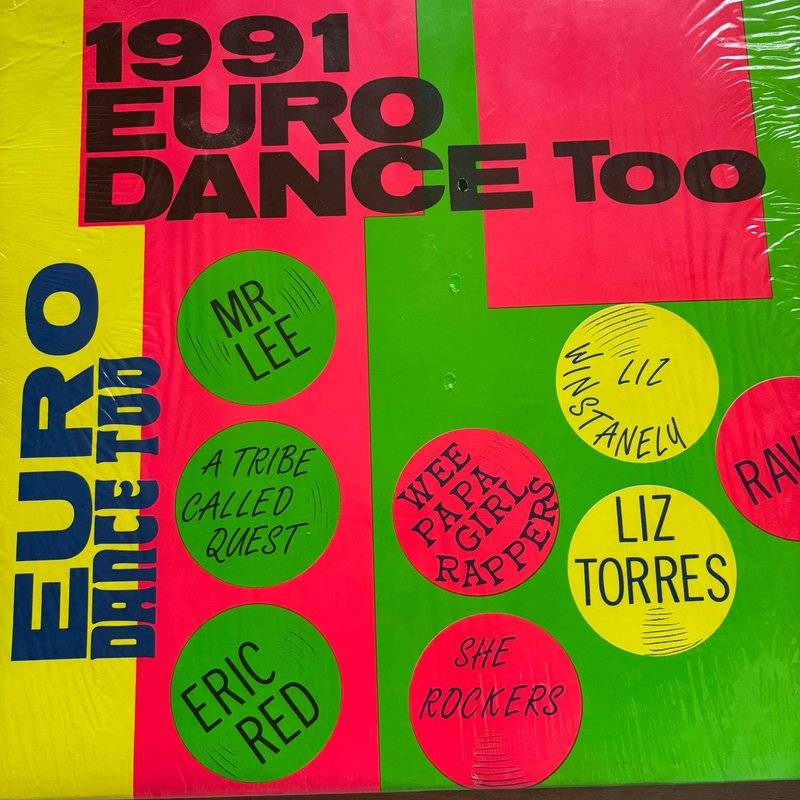 1991
EURO
DANCE TOO
EURO
DANCE TOO
MR
LEE
A TRIBE
CALLED
QUEST
ERIC
RED
WEE
PAPA
GIRL
RAPPERS
SHE
ROCKERS
LIZ
WINSTANELY
LIZ
TORRES
RAV